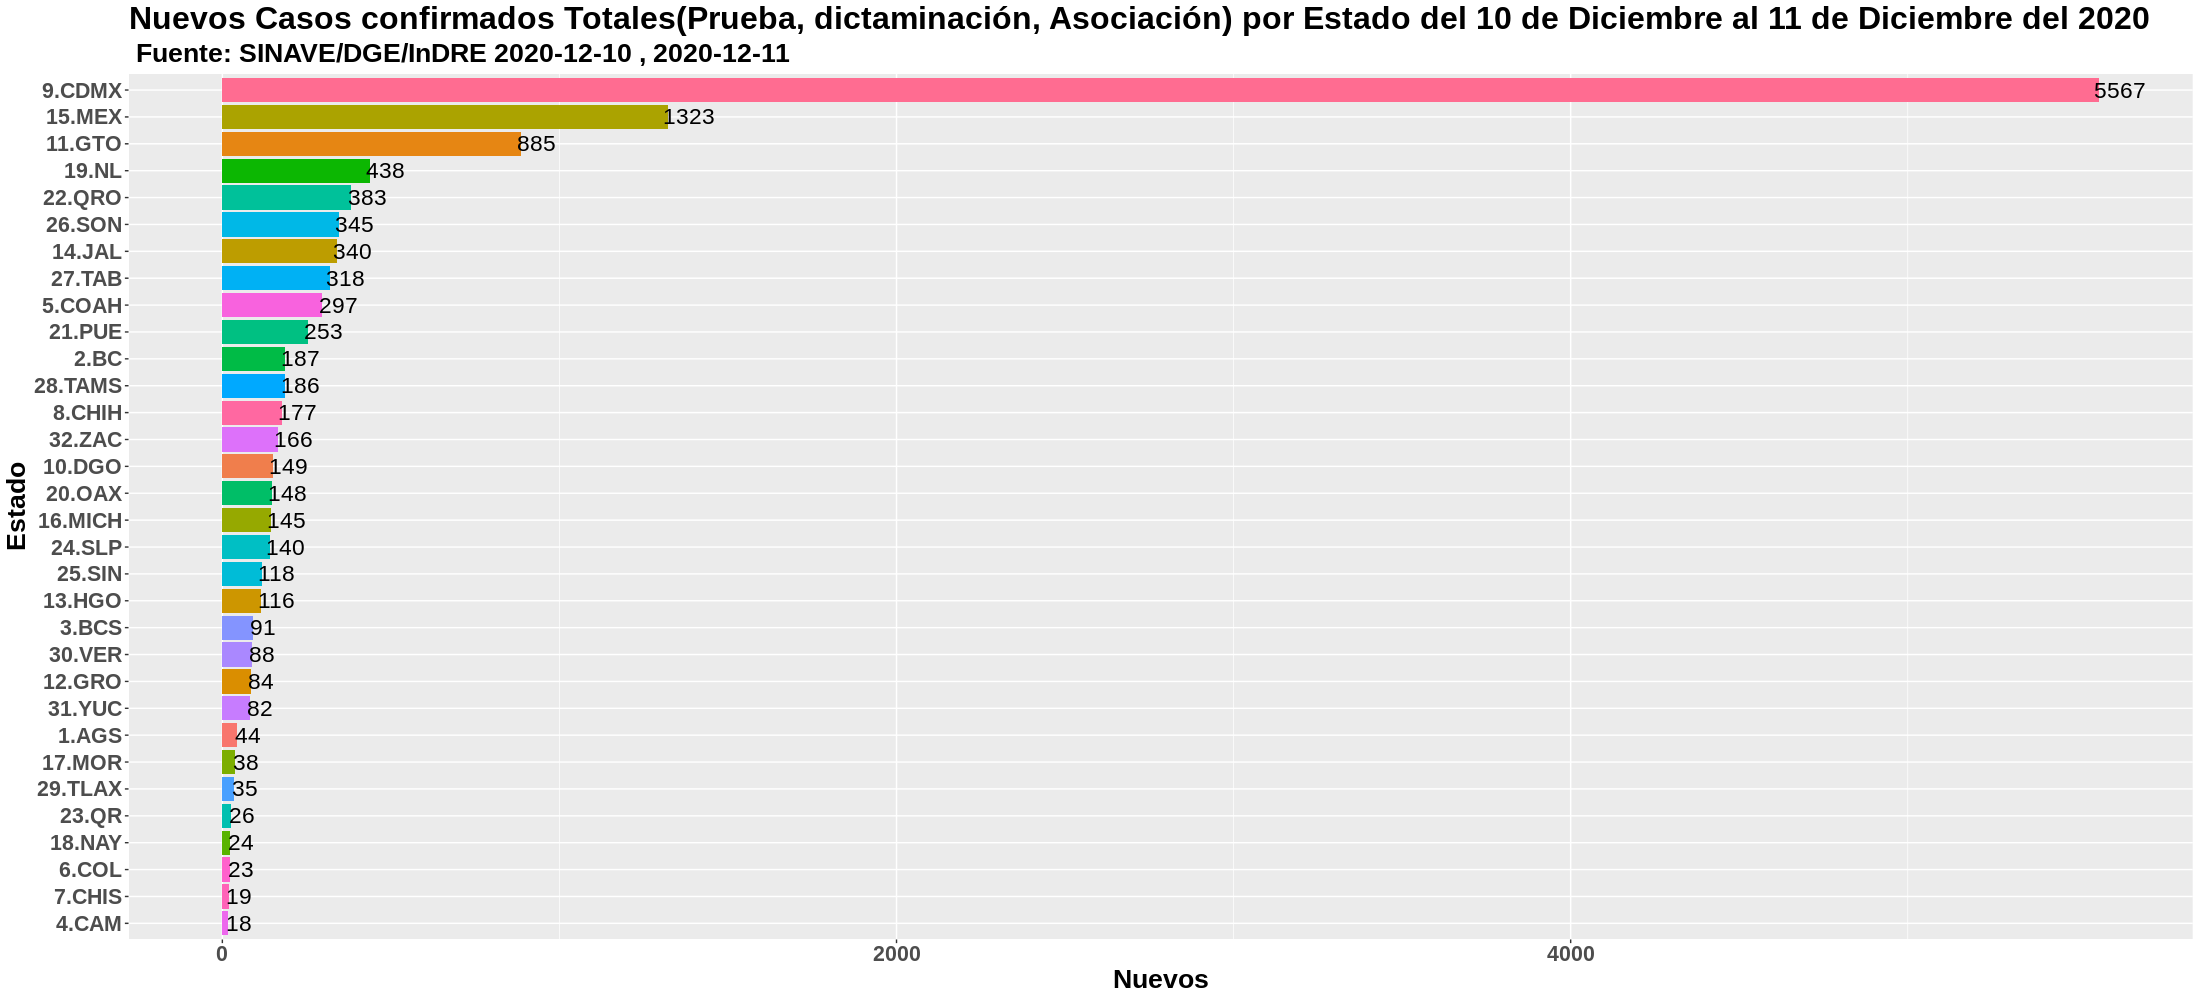 Nuevos Casos confirmados Totales(Prueba, dictaminación, Asociación) por Estado del 10 de Diciembre al 11 de Diciembre del 2020
Fuente: SINAVE/DGE/InDRE 2020-12-10 , 2020-12-11
9.CDMX 5567
15.MEX 1323
11.GTO 885
19.NL 438
22.QRO 383
26.SON 345
14.JAL 340
27.TAB 318
5.COAH 297
21.PUE 253
2.BC 187
28.TAMS 186
8.CHIH 177
32.ZAC 166
10.DGO 149
20.OAX 148
16.MICH 145
24.SLP 140
25.SIN 118
13.HGO 116
3.BCS 91
30.VER 88
12.GRO 84
31.YUC 82
1.AGS 44
17.MOR 38
29.TLAX 35
23.QR 26
18.NAY 24
6.COL 23
7.CHIS 19
4.CAM 18
Estado
0 2000 4000
Nuevos